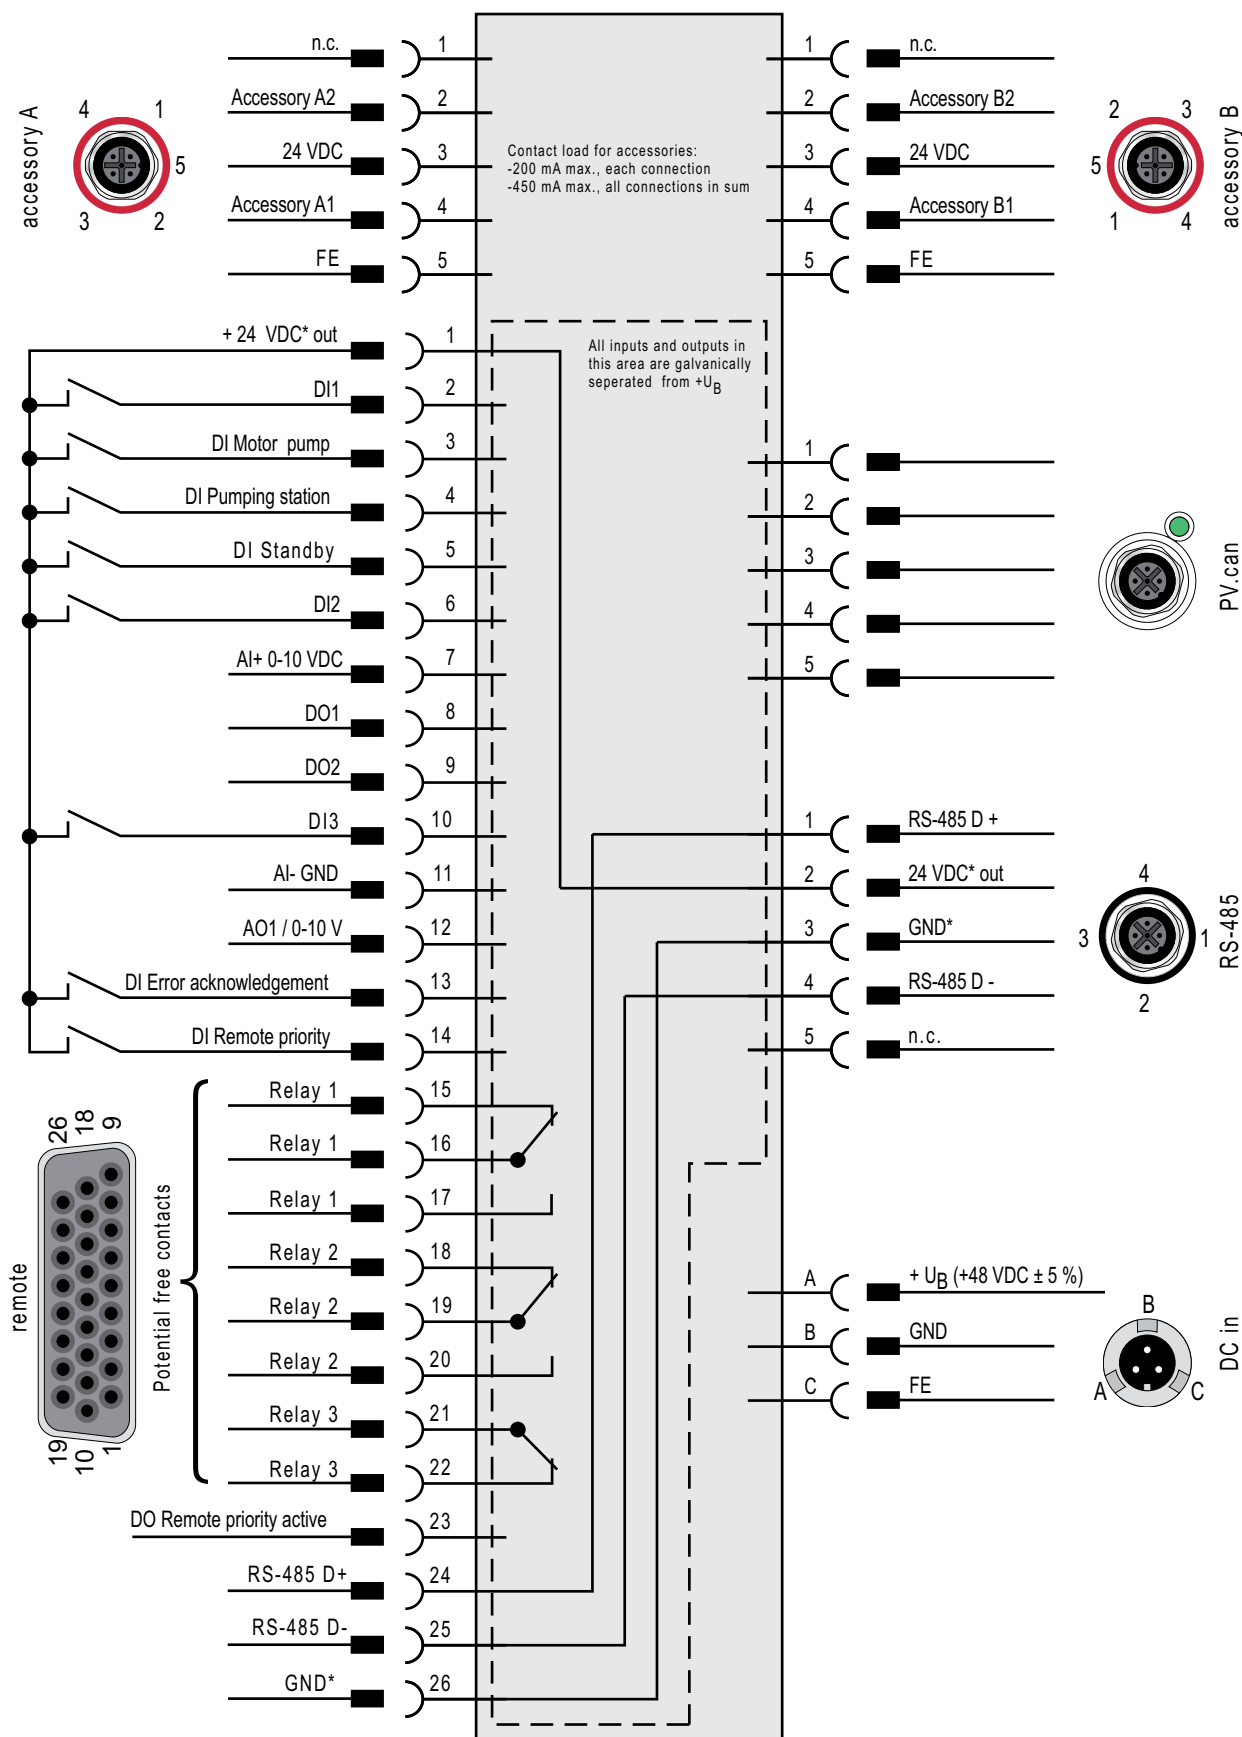 accessory A
4 1
5
3 2
n.c. 1
Accessory A2 2
24 VDC 3
Accessory A1 4
FE 5
Contact load for accessories:
-200 mA max., each connection
-450 mA max., all connections in sum
1 n.c.
2 Accessory B2
3 24 VDC
4 Accessory B1
5 FE
accessory B
2 3
5
1 4
+ 24 VDC* out 1
DI1 2
DI Motor pump 3
DI Pumping station 4
DI Standby 5
DI2 6
AI+ 0-10 VDC 7
DO1 8
DO2 9
DI3 10
AI- GND 11
AO1 / 0-10 V 12
DI Error acknowledgement 13
DI Remote priority 14
Relay 1 15
Relay 1 16
Relay 1 17
Relay 2 18
Relay 2 19
Relay 2 20
Relay 3 21
Relay 3 22
DO Remote priority active 23
RS-485 D+ 24
RS-485 D- 25
GND* 26
Potential free contacts
remote
26 18 9
19 10 1
All inputs and outputs in
this area are galvanically
seperated from +UB
1
2
3
4
5
PV.can
1 RS-485 D +
2 24 VDC* out
3 GND*
4 RS-485 D -
5 n.c.
4
3 1
2
RS-485
A + UB (+48 VDC ± 5 %)
B GND
C FE
B
A C
DC in